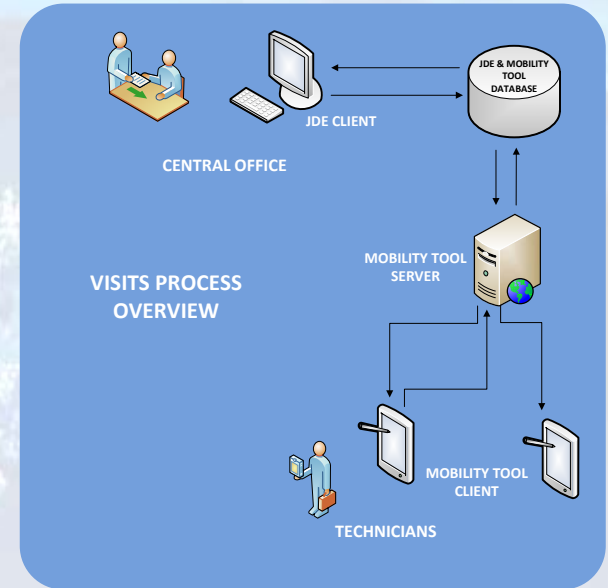 JDE & MOBILITY
TOOL
DATABASE
JDE CLIENT
CENTRAL OFFICE
MOBILITY TOOL
SERVER
VISITS PROCESS
OVERVIEW
MOBILITY TOOL
CLIENT
TECHNICIANS